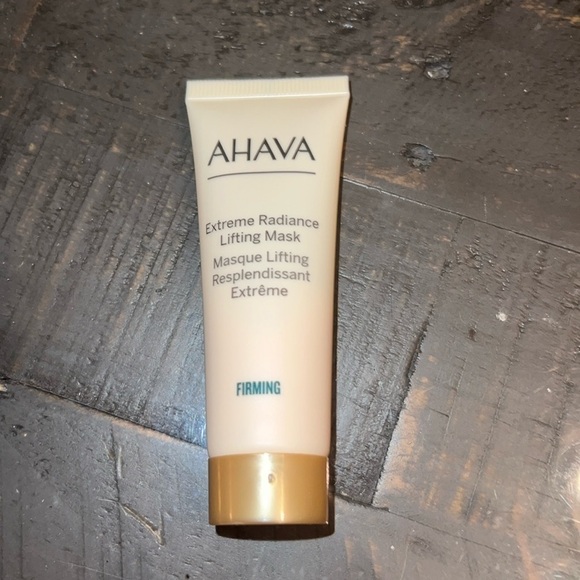 AHAVA
Extreme Radiance
Lifting Mask
Masque Lifting
Resplendissant
Extrême
FIRMING